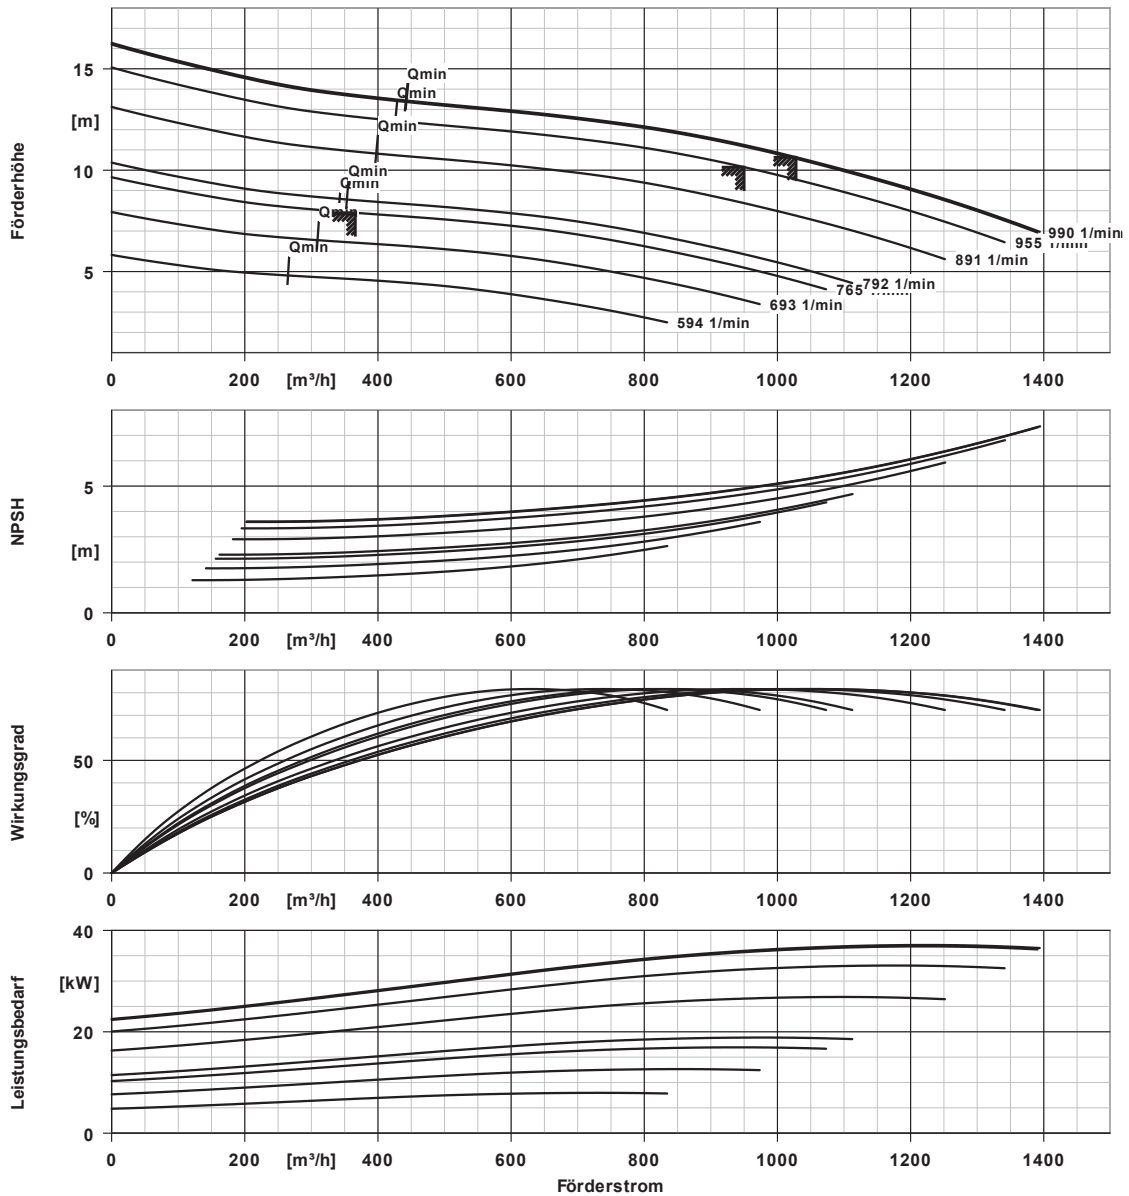 Förderhöhe
[m]
15
10
5
Qmin
Qmin
Qmin
Qmin
Qmin
Qmin
990 1/min
955 1/min
891 1/min
792 1/min
765
693 1/min
594 1/min
0 200 [m³/h] 400 600 800 1000 1200 1400
NPSH
[m]
5
0
0 200 [m³/h] 400 600 800 1000 1200 1400
Wirkungsgrad
[%]
50
0
0 200 [m³/h] 400 600 800 1000 1200 1400
Leistungsbedarf
[kW]
40
20
0
0 200 [m³/h] 400 600 800 1000 1200 1400
Förderstrom